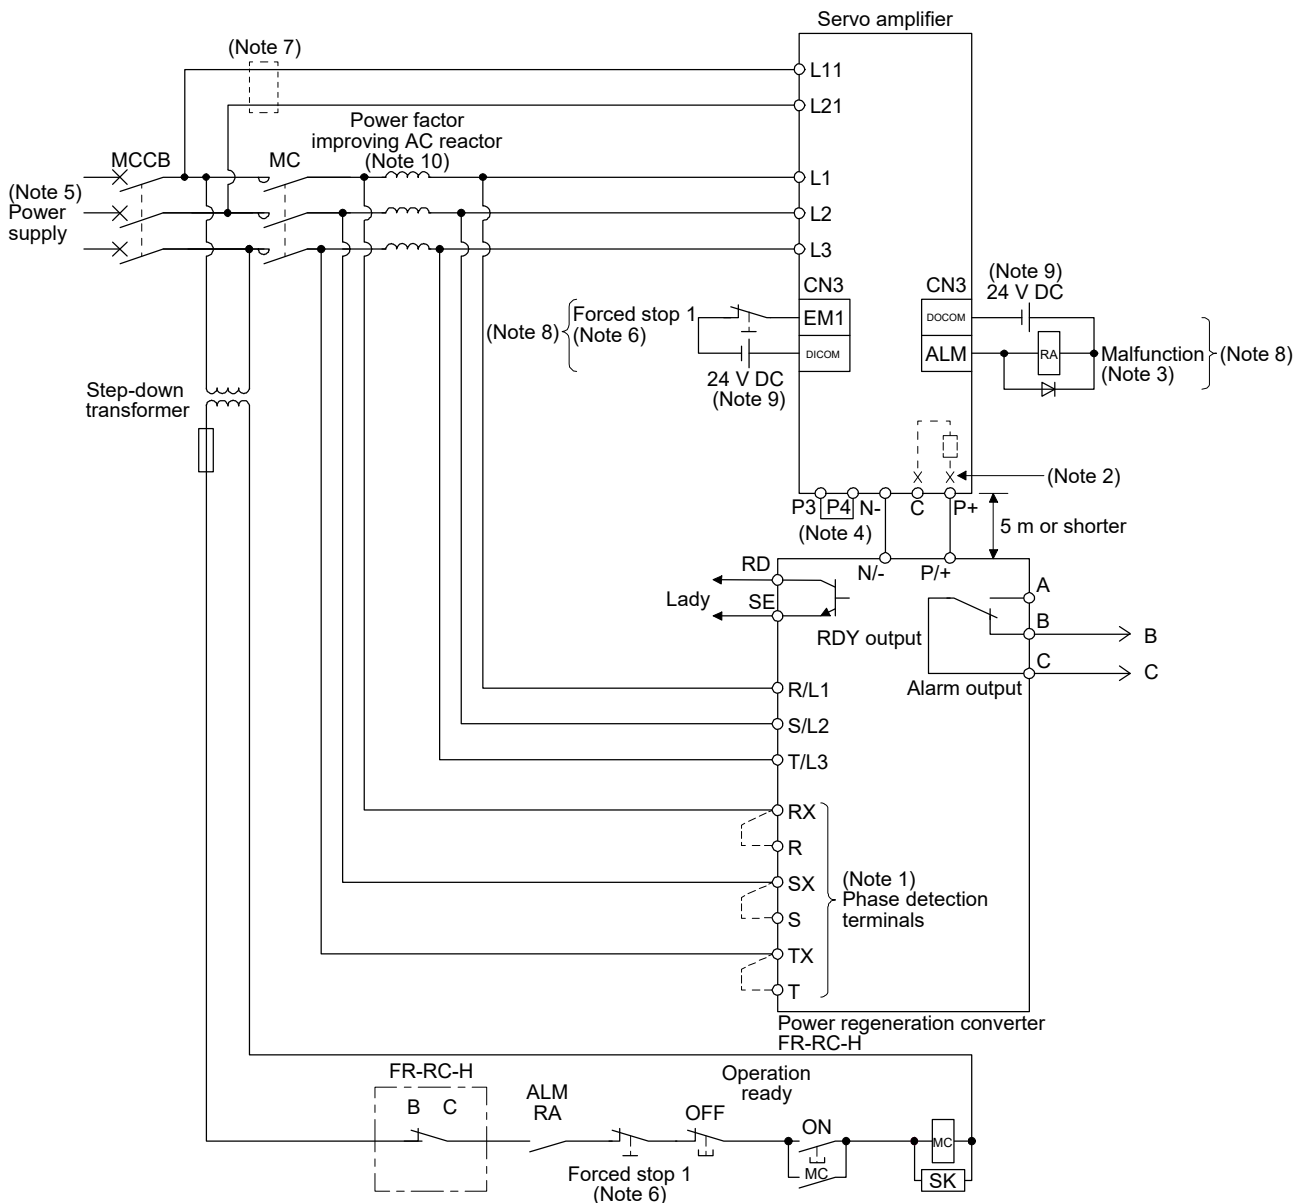 Servo amplifier
(Note 7)
L11
L21
Power factor
improving AC reactor
(Note 10)
MCCB
MC
(Note 5)
Power
supply
L1
L2
L3
CN3
CN3
(Note 9)
24 V DC
(Note 8)
Forced stop 1
(Note 6)
EM1
DICOM
24 V DC
(Note 9)
DOCOM
ALM
RA
Malfunction
(Note 3)
(Note 8)
Step-down
transformer
(Note 2)
P3
P4
N-
C
P+
(Note 4)
5 m or shorter
RD
N/-
P/+
A
Lady
SE
RDY output
B
B
C
C
Alarm output
R/L1
S/L2
T/L3
RX
R
SX
S
TX
T
(Note 1)
Phase detection
terminals
Power regeneration converter
FR-RC-H
FR-RC-H
B C
ALM
RA
Forced stop 1
(Note 6)
OFF
Operation
ready
ON
MC
MC
SK